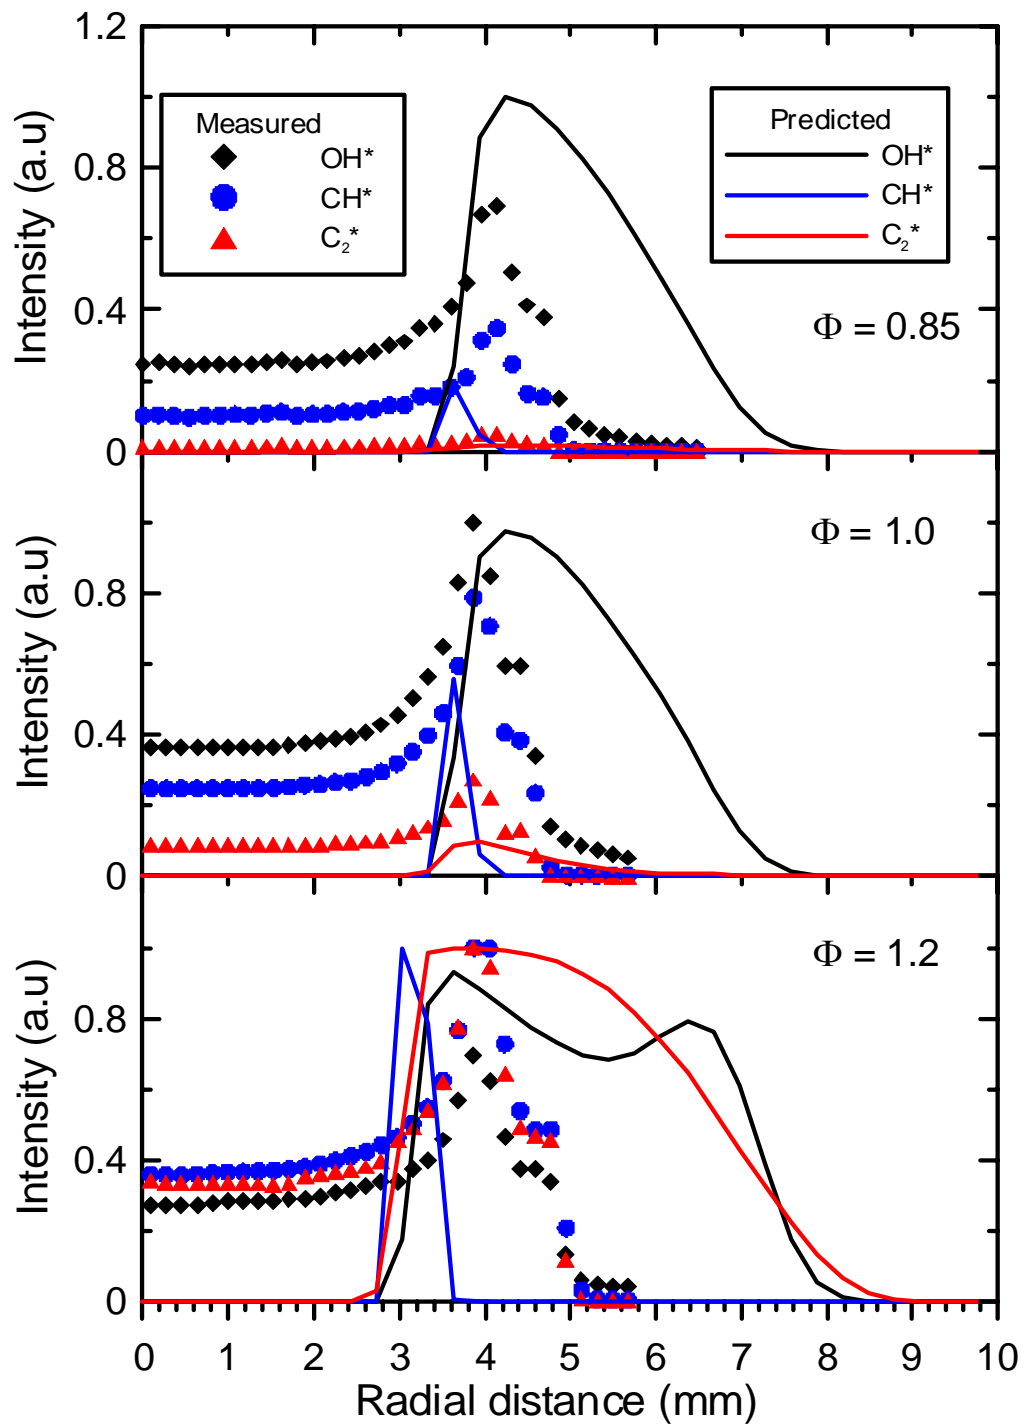 1.2
Intensity (a.u)
0.8
0.4
0
Measured
OH*
CH*
C₂*
Predicted
OH*
CH*
C₂*
Φ = 0.85
Intensity (a.u)
0.8
0.4
0
Φ = 1.0
Intensity (a.u)
0.8
0.4
0
Φ = 1.2
0 1 2 3 4 5 6 7 8 9 10
Radial distance (mm)